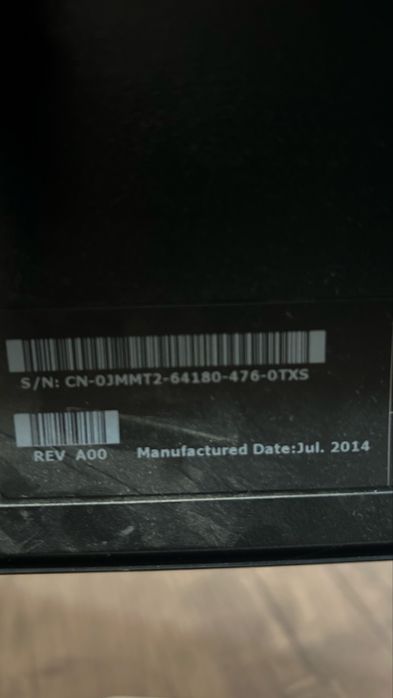 S/N: CN-0JMMT2-64180-476-0TXS
REV A00 Manufactured Date:Jul. 2014